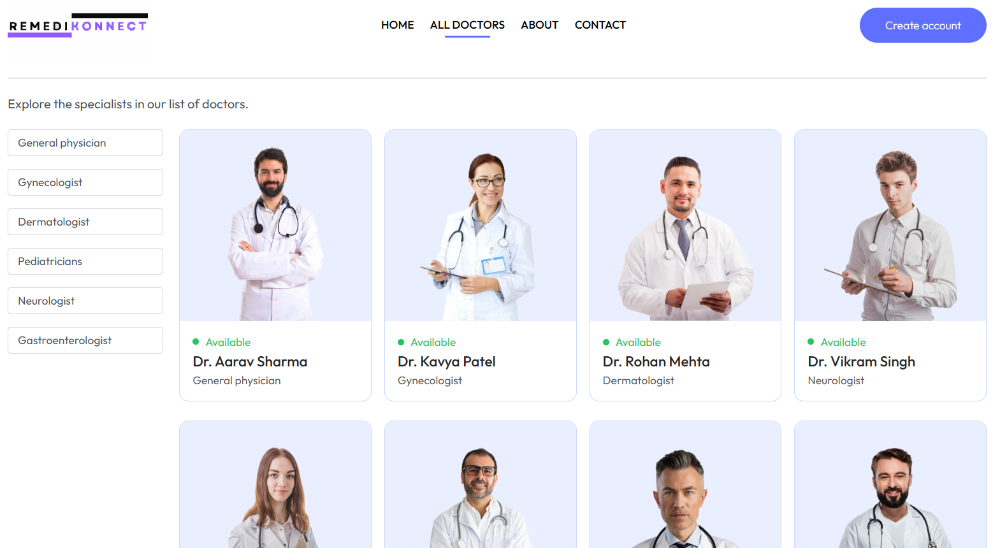 REMEDIKONNECT
HOME
ALL DOCTORS
ABOUT
CONTACT
Create account
Explore the specialists in our list of doctors.
General physician
Gynecologist
Dermatologist
Pediatricians
Neurologist
Gastroenterologist
Available
Dr. Aarav Sharma
General physician
Available
Dr. Kavya Patel
Gynecologist
Available
Dr. Rohan Mehta
Dermatologist
Available
Dr. Vikram Singh
Neurologist